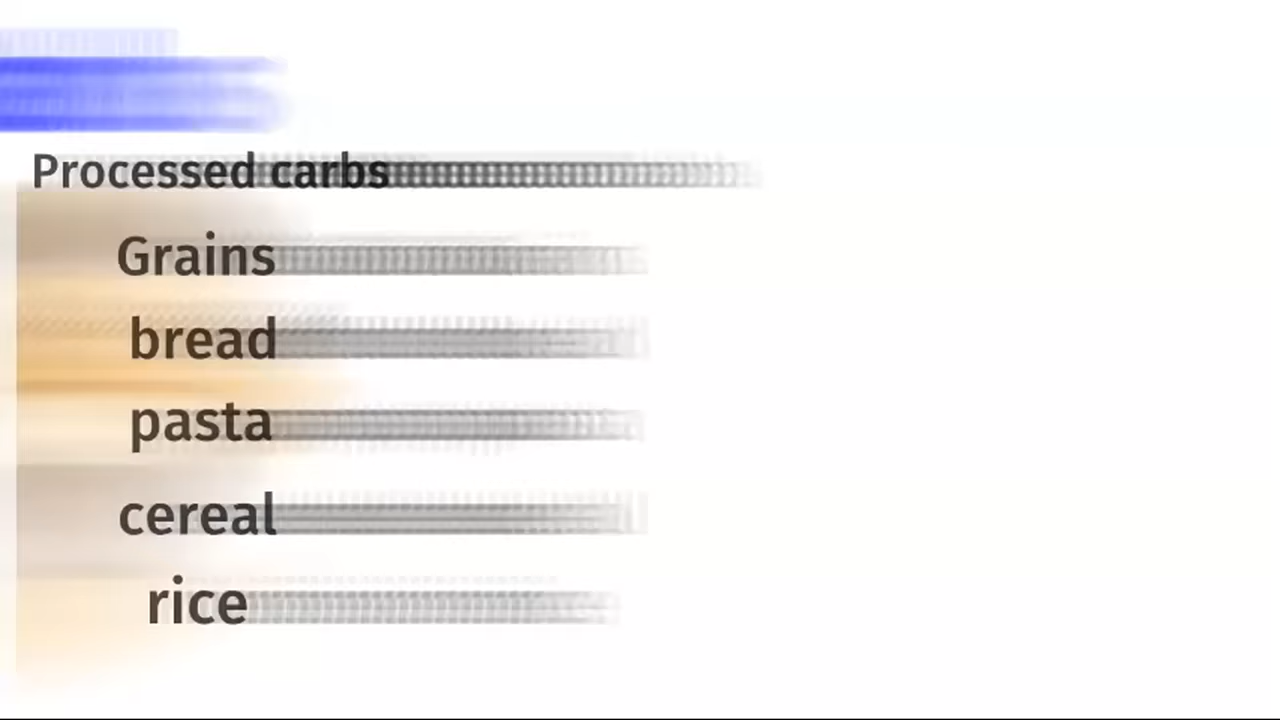 Processed carbs
Grains
bread
pasta
cereal
rice